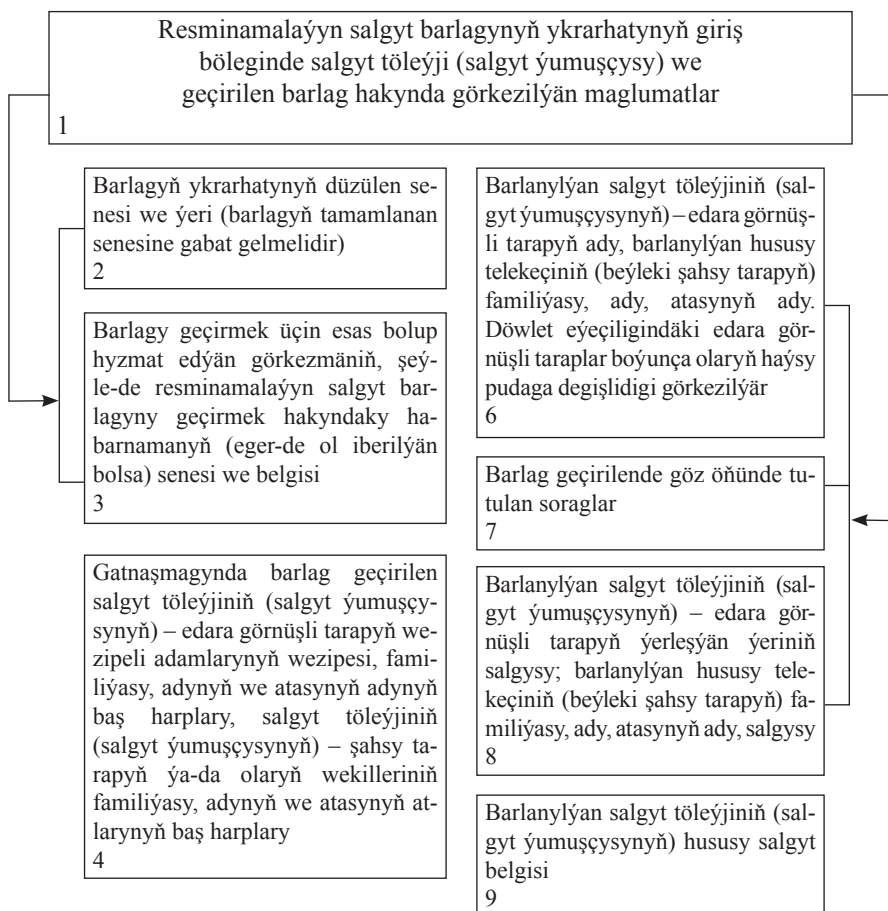 Resminamalaýyn salgyt barlagynyň ykrarhatynyň giriş
böleginde salgyt töleýji (salgyt ýumuşçysy) we
geçirilen barlag hakynda görkezilýän maglumatlar
1
Barlagyň ykrarhatynyň düzülen se-
nesi we ýeri (barlagyň tamamlanan
senesine gabat gelmelidir)
2
Barlagy geçirmek üçin esas bolup
hyzmat edýän görkezmäniň, şeý-
le-de resminamalaýyn salgyt bar-
lagyny geçirmek hakyndaky ha-
barnamanyň (eger-de ol iberilýän
bolsa) senesi we belgisi
3
Gatnaşmagynda barlag geçirilen
salgyt töleýjiniň (salgyt ýumuşçy-
synyň) – edara görnüşli tarapyň we-
zipeli adamlarynyň wezipesi, fami-
liýasy, adynyň we atasynyň adynyň
baş harplary, salgyt töleýjiniň
(salgyt ýumuşçysynyň) – şahsy ta-
rapyň ýa-da olaryň wekilleriniň
familiýasy, adynyň we atasynyň at-
larynyň baş harplary
4
Barlanylýan salgyt töleýjiniň (sal-
gyt ýumuşçysynyň) – edara görnüş-
li tarapyň ady, barlanylýan hususy
telekeçiniň (beýleki şahsy tarapyň)
familiýasy, ady, atasynyň ady.
Döwlet eýeçiligindäki edara gör-
nüşli taraplar boýunça olaryň haýsy
pudaga degişlidigi görkezilýär
6
Barlag geçirilende göz öňünde tu-
tulan soraglar
7
Barlanylýan salgyt töleýjiniň (sal-
gyt ýumuşçysynyň) – edara gör-
nüşli tarapyň ýerleşýän ýeriniň
salgysy; barlanylýan hususy tele-
keçiniň (beýleki şahsy tarapyň) fa-
miliýasy, ady, atasynyň ady, salgysy
8
Barlanylýan salgyt töleýjiniň (sal-
gyt ýumuşçysynyň) hususy salgyt
belgisi
9